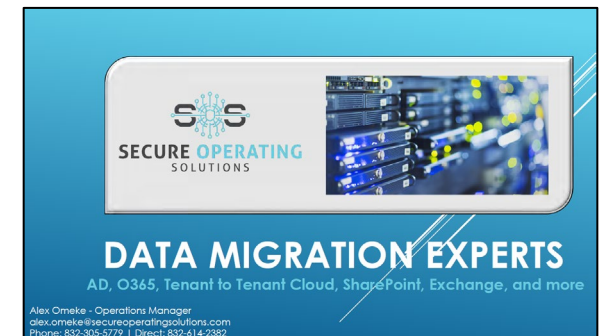 SOS
SECURE OPERATING
SOLUTIONS
DATA MIGRATION EXPERTS
AD, O365, Tenant to Tenant Cloud, SharePoint, Exchange, and more
Alex Omeke - Operations Manager
alex.omeke@secureoperatingsolutions.com
Phone: 832-305-5779 | Direct: 832-614-2382